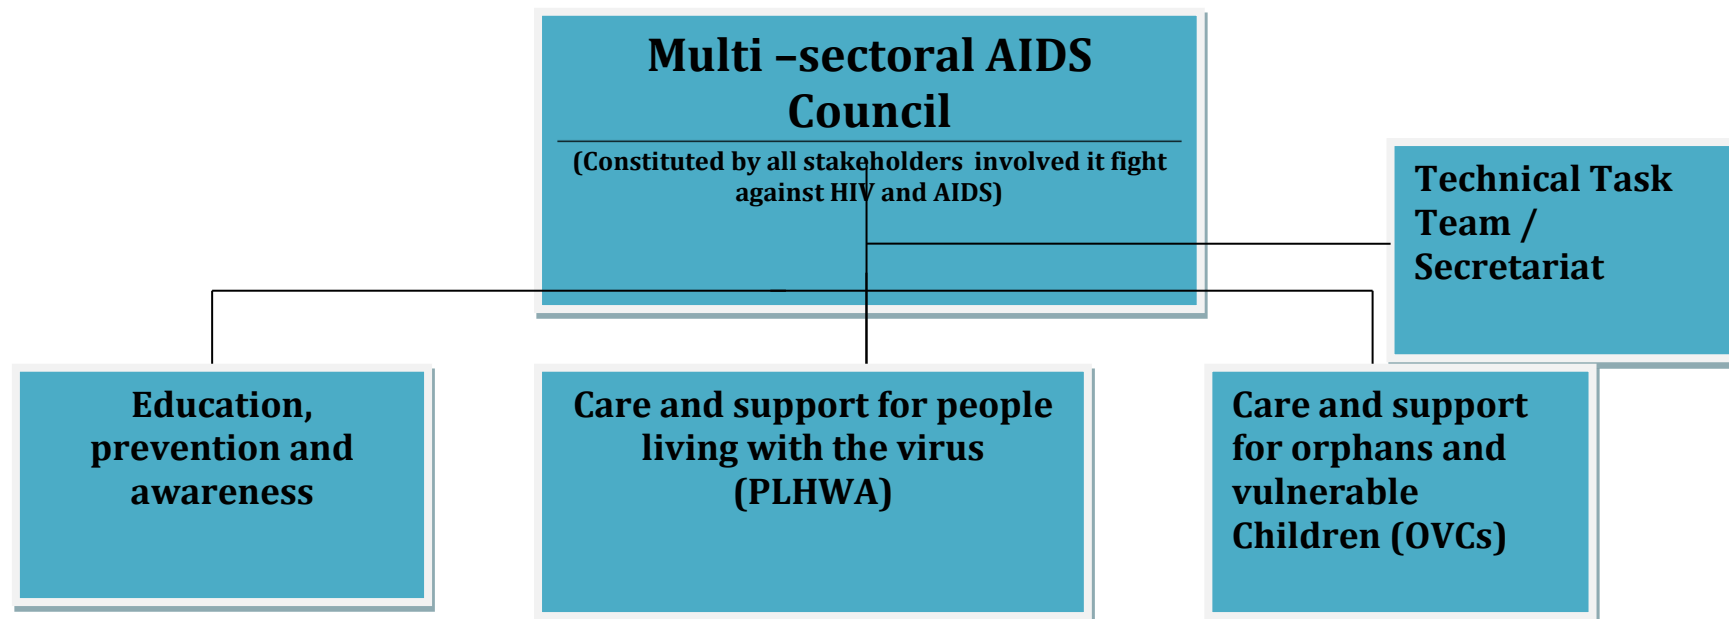 Multi –sectoral AIDS
Council
(Constituted by all stakeholders  involved it fight
against HIV and AIDS)
Technical Task
Team /
Secretariat
Education,
prevention and
awareness
Care and support for people
living with the virus
(PLHWA)
Care and support
for orphans and
vulnerable
Children (OVCs)